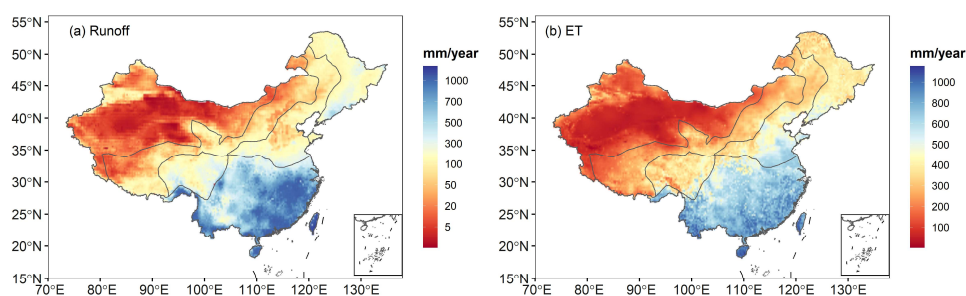 (a) Runoff
55°N
50°N
45°N
40°N
35°N
30°N
25°N
20°N
15°N
70°E 80°E 90°E 100°E 110°E 120°E 130°E
mm/year
1000
700
500
300
100
50
20
5
(b) ET
55°N
50°N
45°N
40°N
35°N
30°N
25°N
20°N
15°N
70°E 80°E 90°E 100°E 110°E 120°E 130°E
mm/year
1000
800
600
500
400
300
200
100